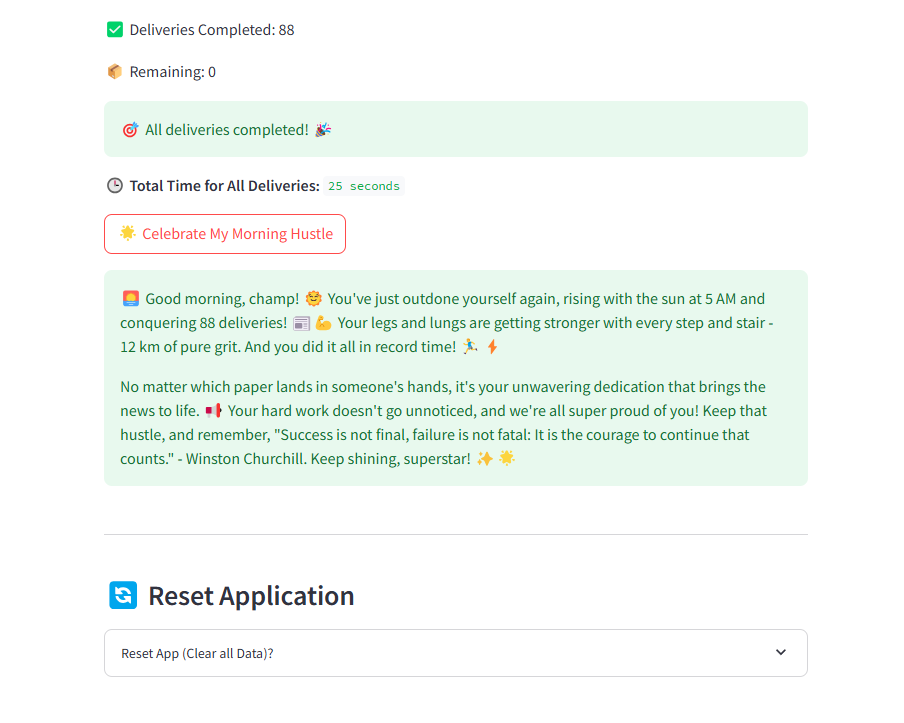 ✅ Deliveries Completed: 88
📦 Remaining: 0
🎯 All deliveries completed! 🎉
🕒 Total Time for All Deliveries: 25 seconds
🌟 Celebrate My Morning Hustle
🌅 Good morning, champ! 🌞 You've just outdone yourself again, rising with the sun at 5 AM and
conquering 88 deliveries! 📰 💪 Your legs and lungs are getting stronger with every step and stair -
12 km of pure grit. And you did it all in record time! 🏃 ⚡
No matter which paper lands in someone's hands, it's your unwavering dedication that brings the
news to life. 📢 Your hard work doesn't go unnoticed, and we're all super proud of you! Keep that
hustle, and remember, "Success is not final, failure is not fatal: It is the courage to continue that
counts." - Winston Churchill. Keep shining, superstar! ✨ 🌟
🔄 Reset Application
Reset App (Clear all Data)?